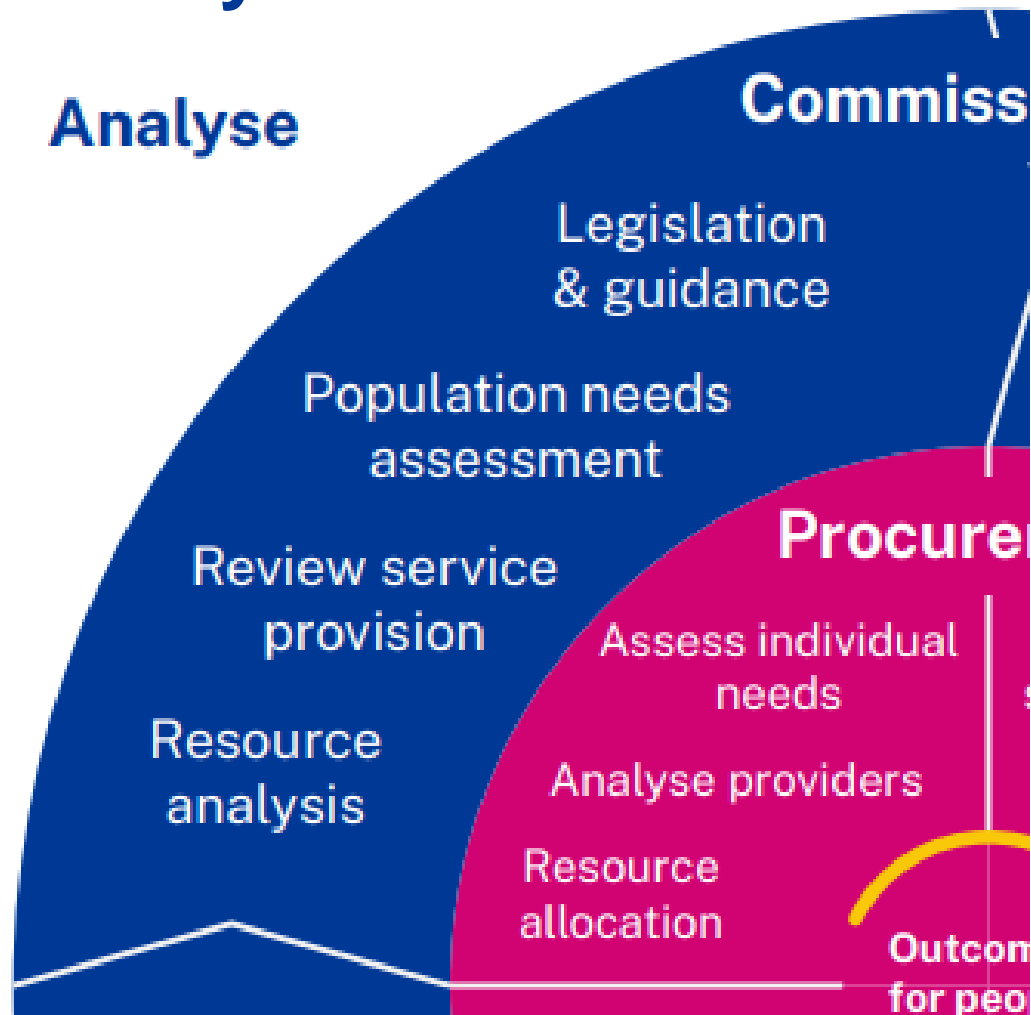 Analyse
Commiss
Legislation
& guidance
Population needs
assessment
Review service
provision
Resource
analysis
Procure
Assess individual
needs
Analyse providers
Resource
allocation
Outcom
for peo